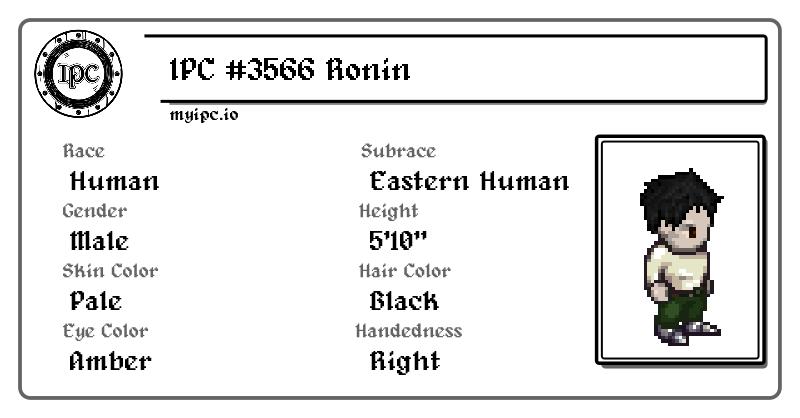 IPC
IPC #3566 Ronin
myipc.io
Race
Human
Subrace
Eastern Human
Gender
Male
Height
5'10"
Skin Color
Pale
Hair Color
Black
Eye Color
Amber
Handedness
Right